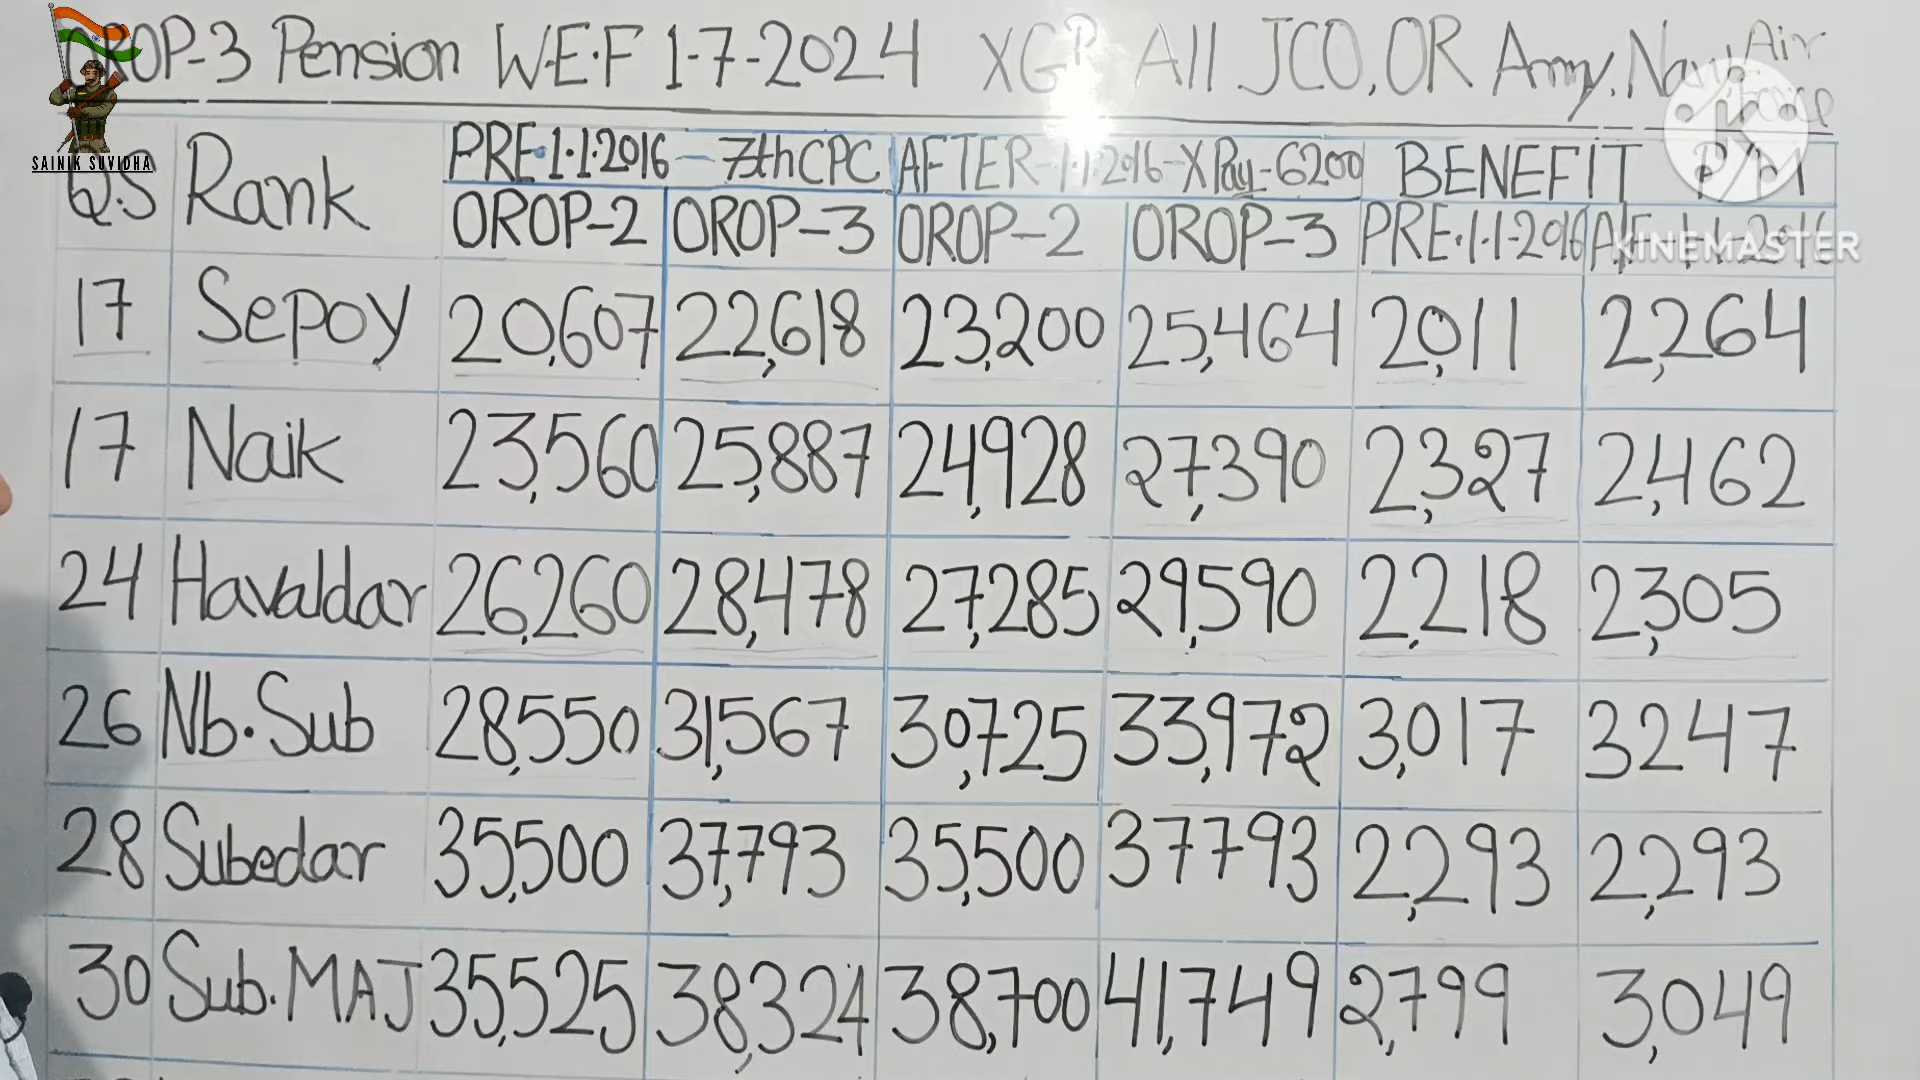 OROP-3 Pension W.E.F 1-7-2024 XGP All JCO,OR Army, Navy Air Force
SAINIK SUVIDHA
Q.S Rank PRE.1.1.2016 - 7thCPC AFTER-1.1.2016-X Pay-6200 BENEFIT P/M
OROP-2 OROP-3 OROP-2 OROP-3 PRE.1-1-2016
KINEMASTER
17 Sepoy 20,607 22,618 23,200 25,464 2,011 2,264
17 Naik 23,560 25,887 24,928 27,390 2,327 2,462
24 Havaldar 26,260 28,478 27,285 29,590 2,218 2,305
26 Nb.Sub 28,550 31,567 30,725 33,972 3,017 3247
28 Subedar 35,500 37,793 35,500 37793 2,293 2,293
30 Sub.MAJ 35,525 38,324 38,700 41,749 2,799 3,049